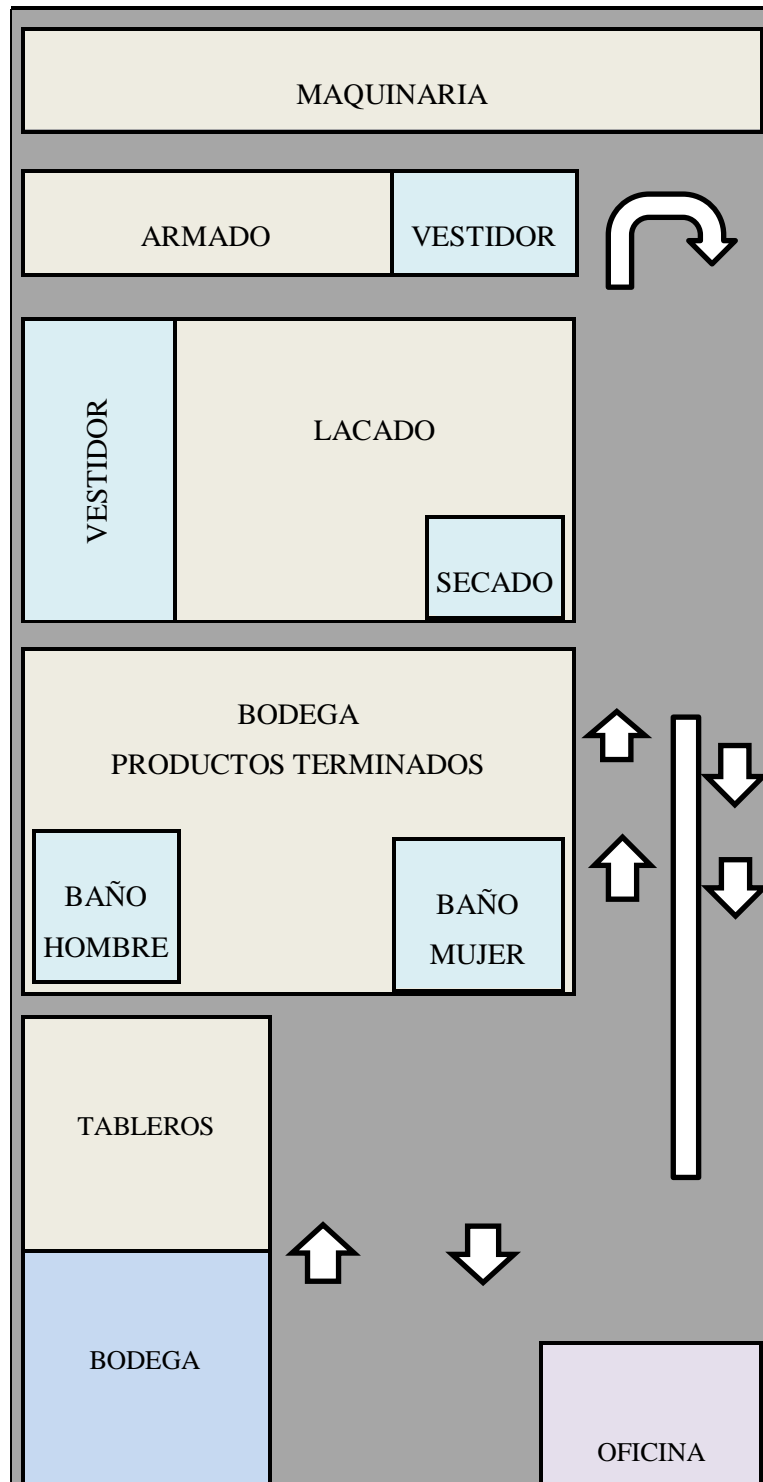 MAQUINARIA
ARMADO
VESTIDOR
VESTIDOR
LACADO
SECADO
BODEGA
PRODUCTOS TERMINADOS
BAÑO
HOMBRE
BAÑO
MUJER
TABLEROS
BODEGA
OFICINA